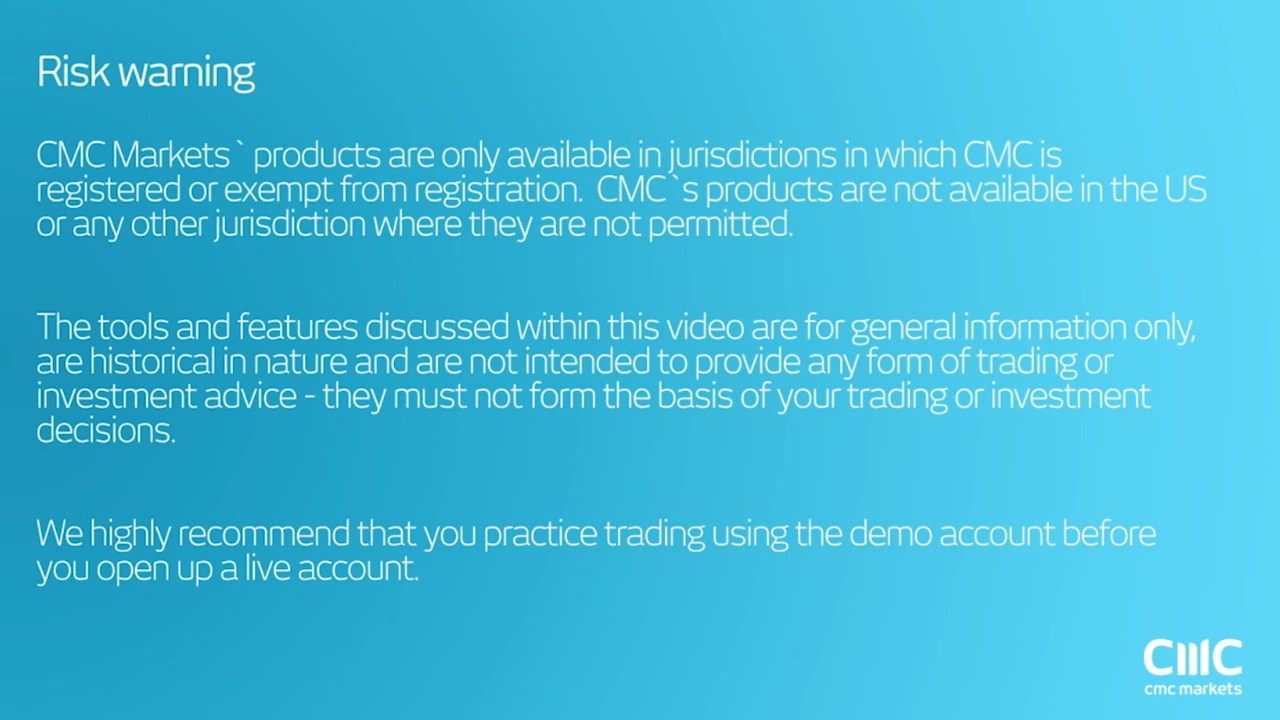 Risk warning
CMC Markets` products are only available in jurisdictions in which CMC is
registered or exempt from registration.  CMC`s products are not available in the US
or any other jurisdiction where they are not permitted.
The tools and features discussed within this video are for general information only,
are historical in nature and are not intended to provide any form of trading or
investment advice - they must not form the basis of your trading or investment
decisions.
We highly recommend that you practice trading using the demo account before
you open up a live account.
CMC
cmc markets